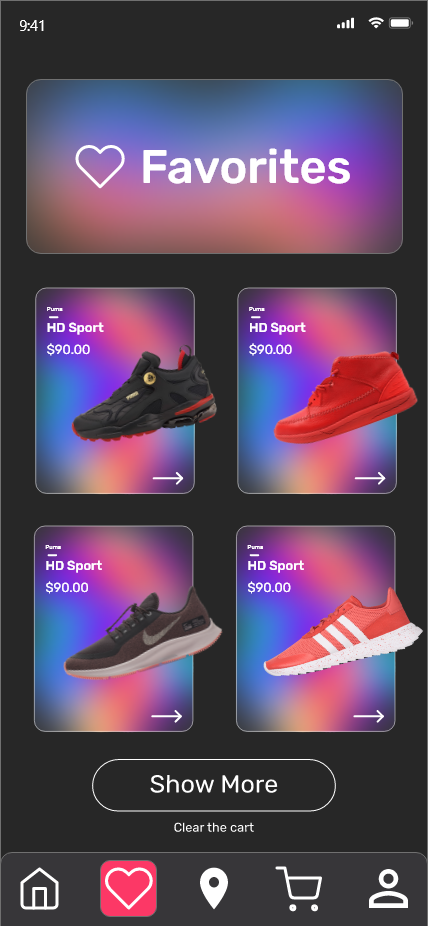 9:41
Favorites
Puma
HD Sport
$90.00
Puma
HD Sport
$90.00
Puma
HD Sport
$90.00
Puma
HD Sport
$90.00
Show More
Clear the cart